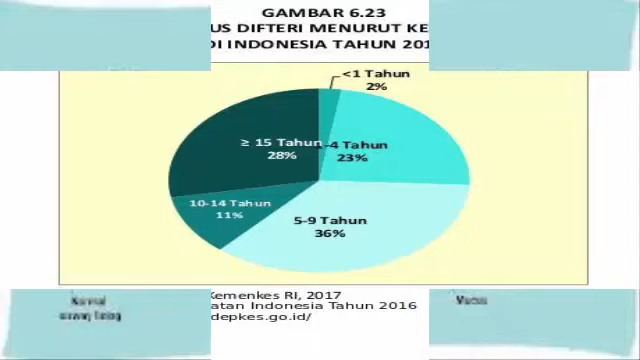 GAMBAR 6.23
US DIFTERI MENURUT KE
DI INDONESIA TAHUN 201
<1 Tahun
2%
≥ 15 Tahun
28%
-4 Tahun
23%
10-14 Tahun
11%
5-9 Tahun
36%
Kemenkes RI, 2017
atan Indonesia Tahun 2016
depkes.go.id/
Normal
Mucus